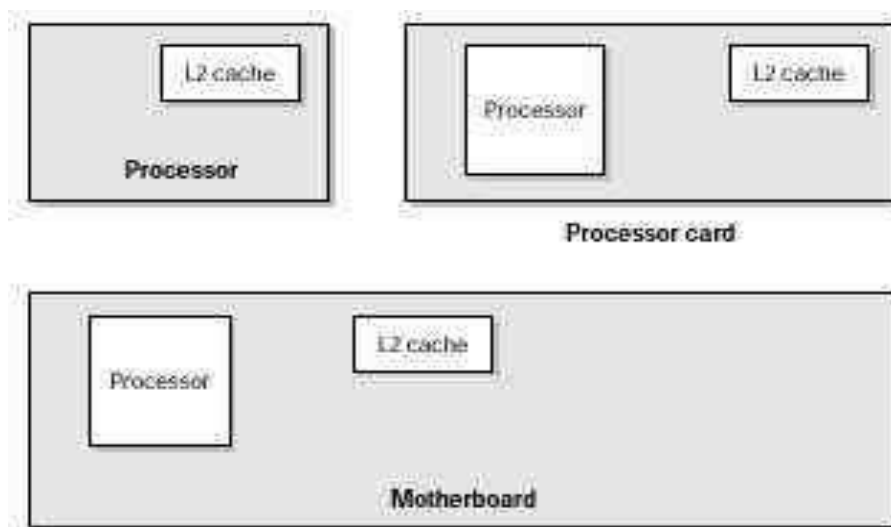 L2 cache
Processor
Processor
L2 cache
Processor card
Processor
L2 cache
Motherboard